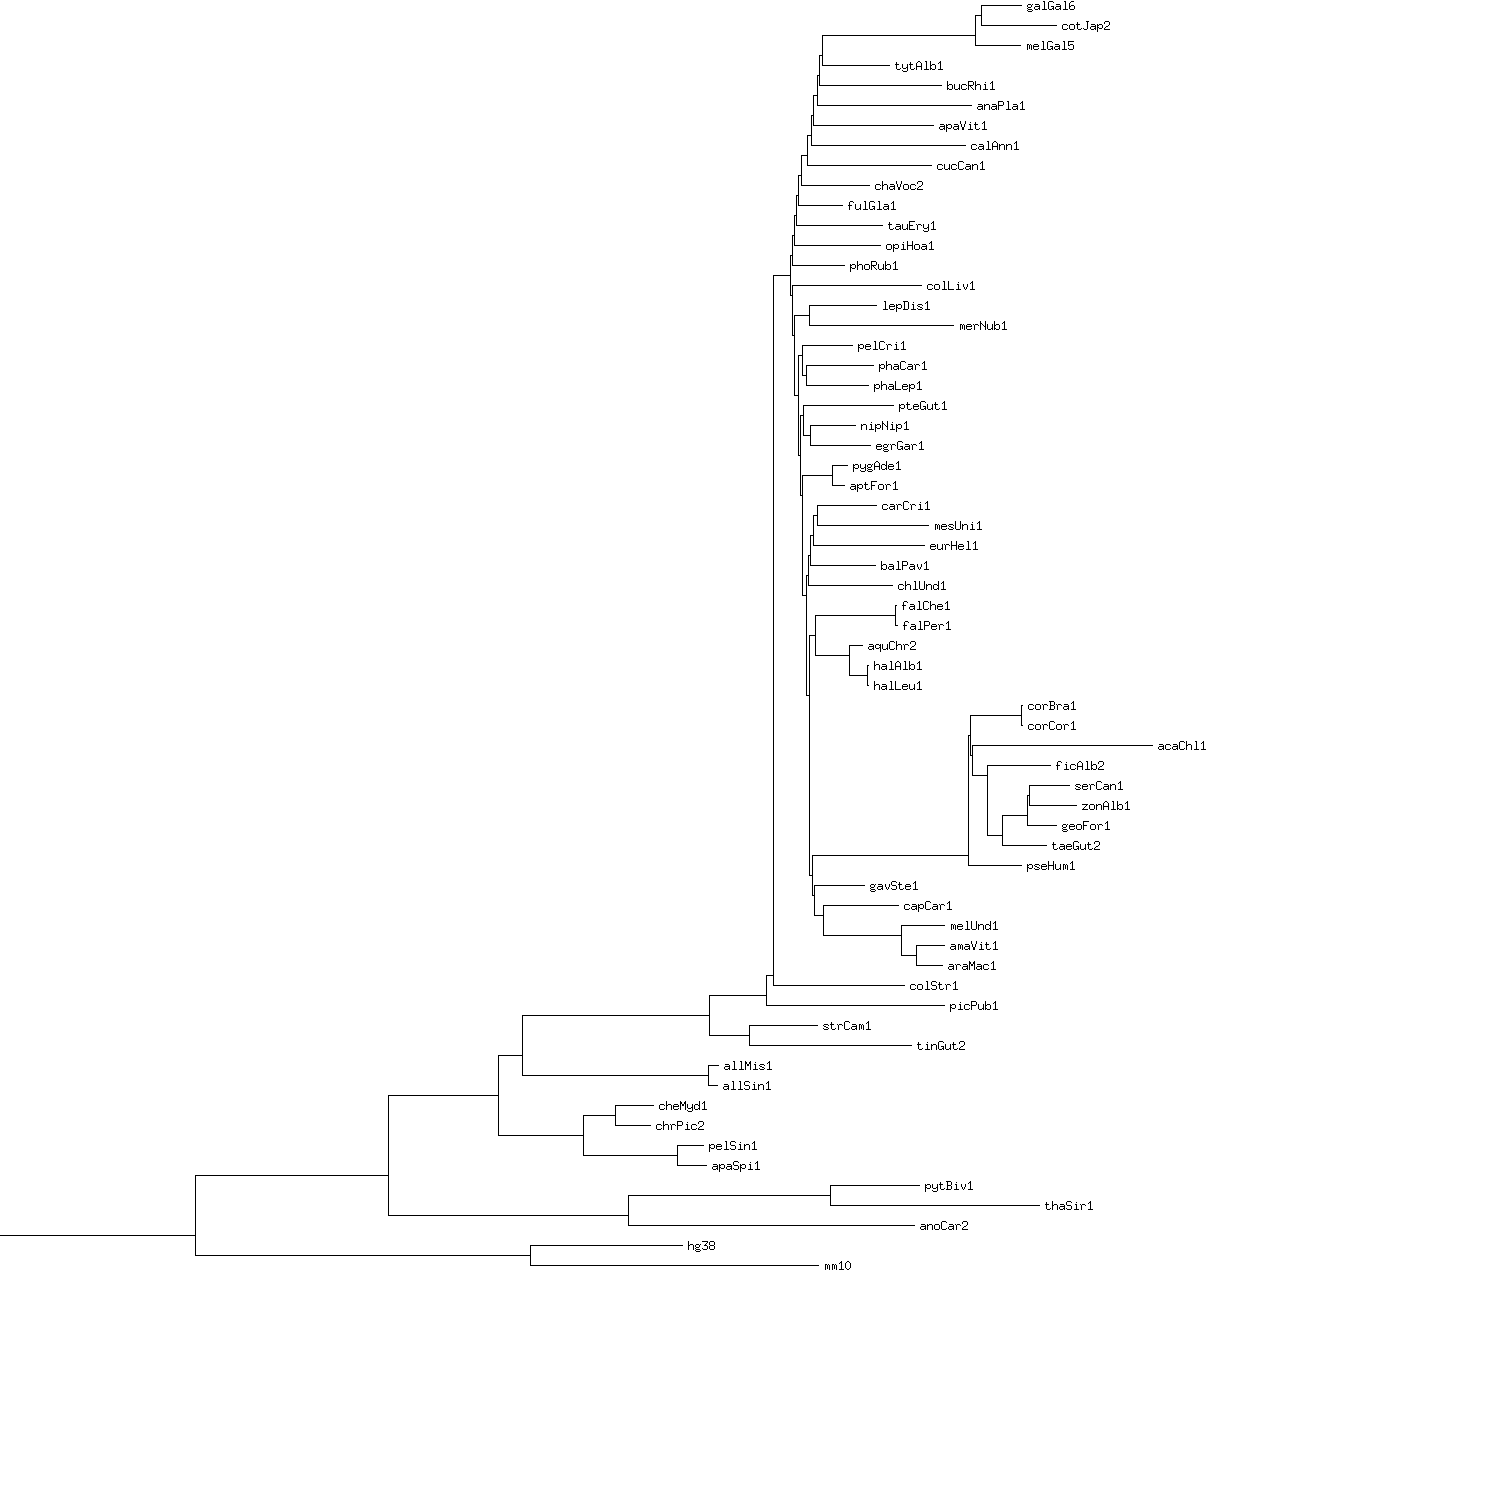 galGal6
cotJap2
melGal5
tytAlb1
bucRhi1
anaPla1
apaVit1
calAnn1
cucCan1
chaVoc2
fulGla1
tauEry1
opiHoa1
phoRub1
colLiv1
lepDis1
merNub1
pelCri1
phaCar1
phaLep1
pteGut1
nipNip1
egrGar1
pygAde1
aptFor1
carCri1
mesUni1
eurHel1
balPav1
chlUnd1
falChe1
falPer1
aquChr2
halAlb1
halLeu1
corBra1
corCor1
acaChl1
ficAlb2
serCan1
zonAlb1
geoFor1
taeGut2
pseHum1
gavSte1
capCar1
melUnd1
amaVit1
araMac1
colStr1
picPub1
strCam1
tinGut2
allMis1
allSin1
cheMyd1
chrPic2
pelSin1
apaSpi1
pytBiv1
thaSir1
anoCar2
hg38
mm10